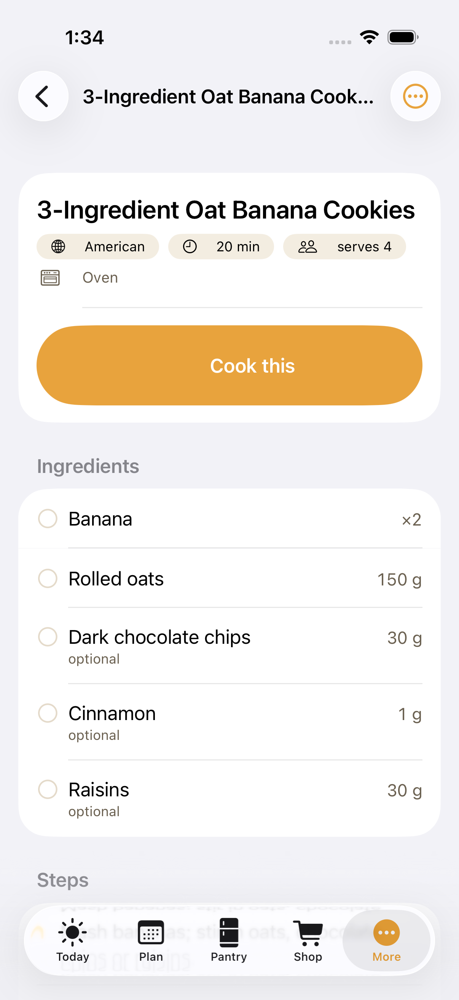 1:34
3-Ingredient Oat Banana Cook...
3-Ingredient Oat Banana Cookies
American
20 min
serves 4
Oven
Cook this
Ingredients
Banana
×2
Rolled oats
150 g
Dark chocolate chips
30 g
optional
Cinnamon
1 g
optional
Raisins
30 g
optional
Steps
Today
Plan
Pantry
Shop
More